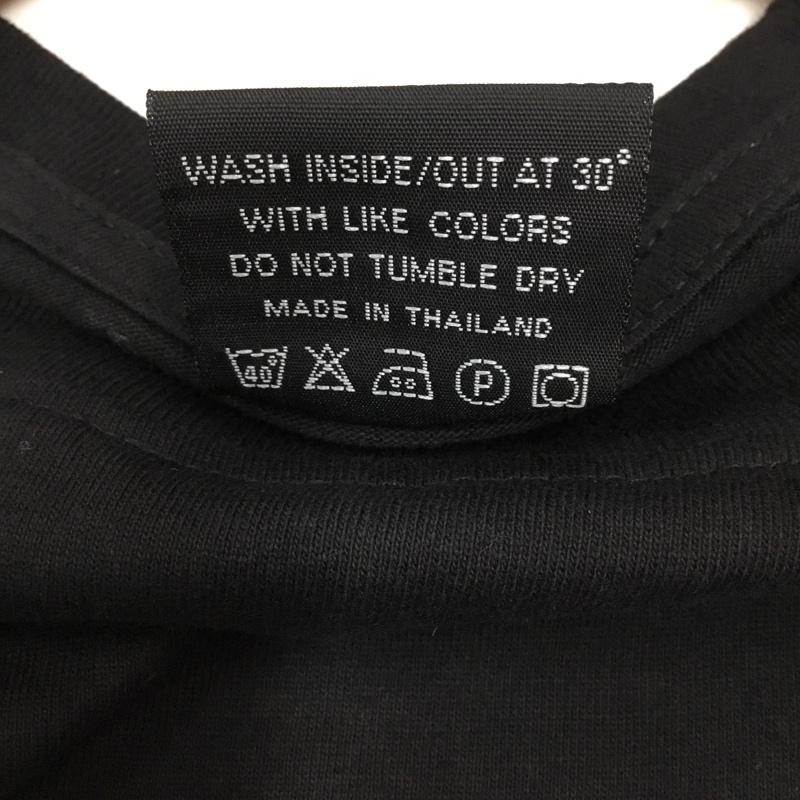 WASH INSIDE/OUT AT 30°
WITH LIKE COLORS
DO NOT TUMBLE DRY
MADE IN THAILAND
40° P